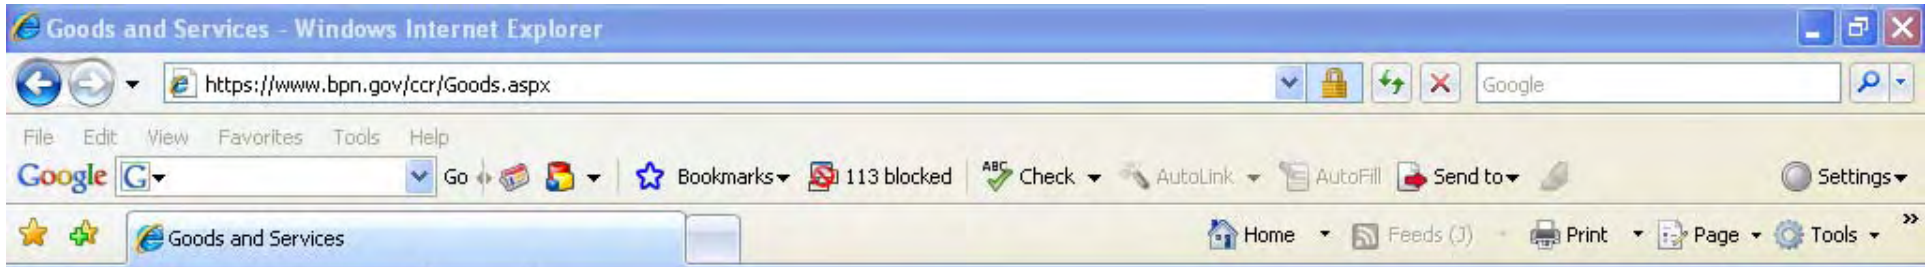 Goods and Services - Windows Internet Explorer
https://www.bpn.gov/ccr/Goods.aspx Google
File Edit View Favorites Tools Help
Google G Go Bookmarks 113 blocked ABC Check AutoLink AutoFill Send to Settings
Goods and Services Home Feeds (J) Print Page Tools »